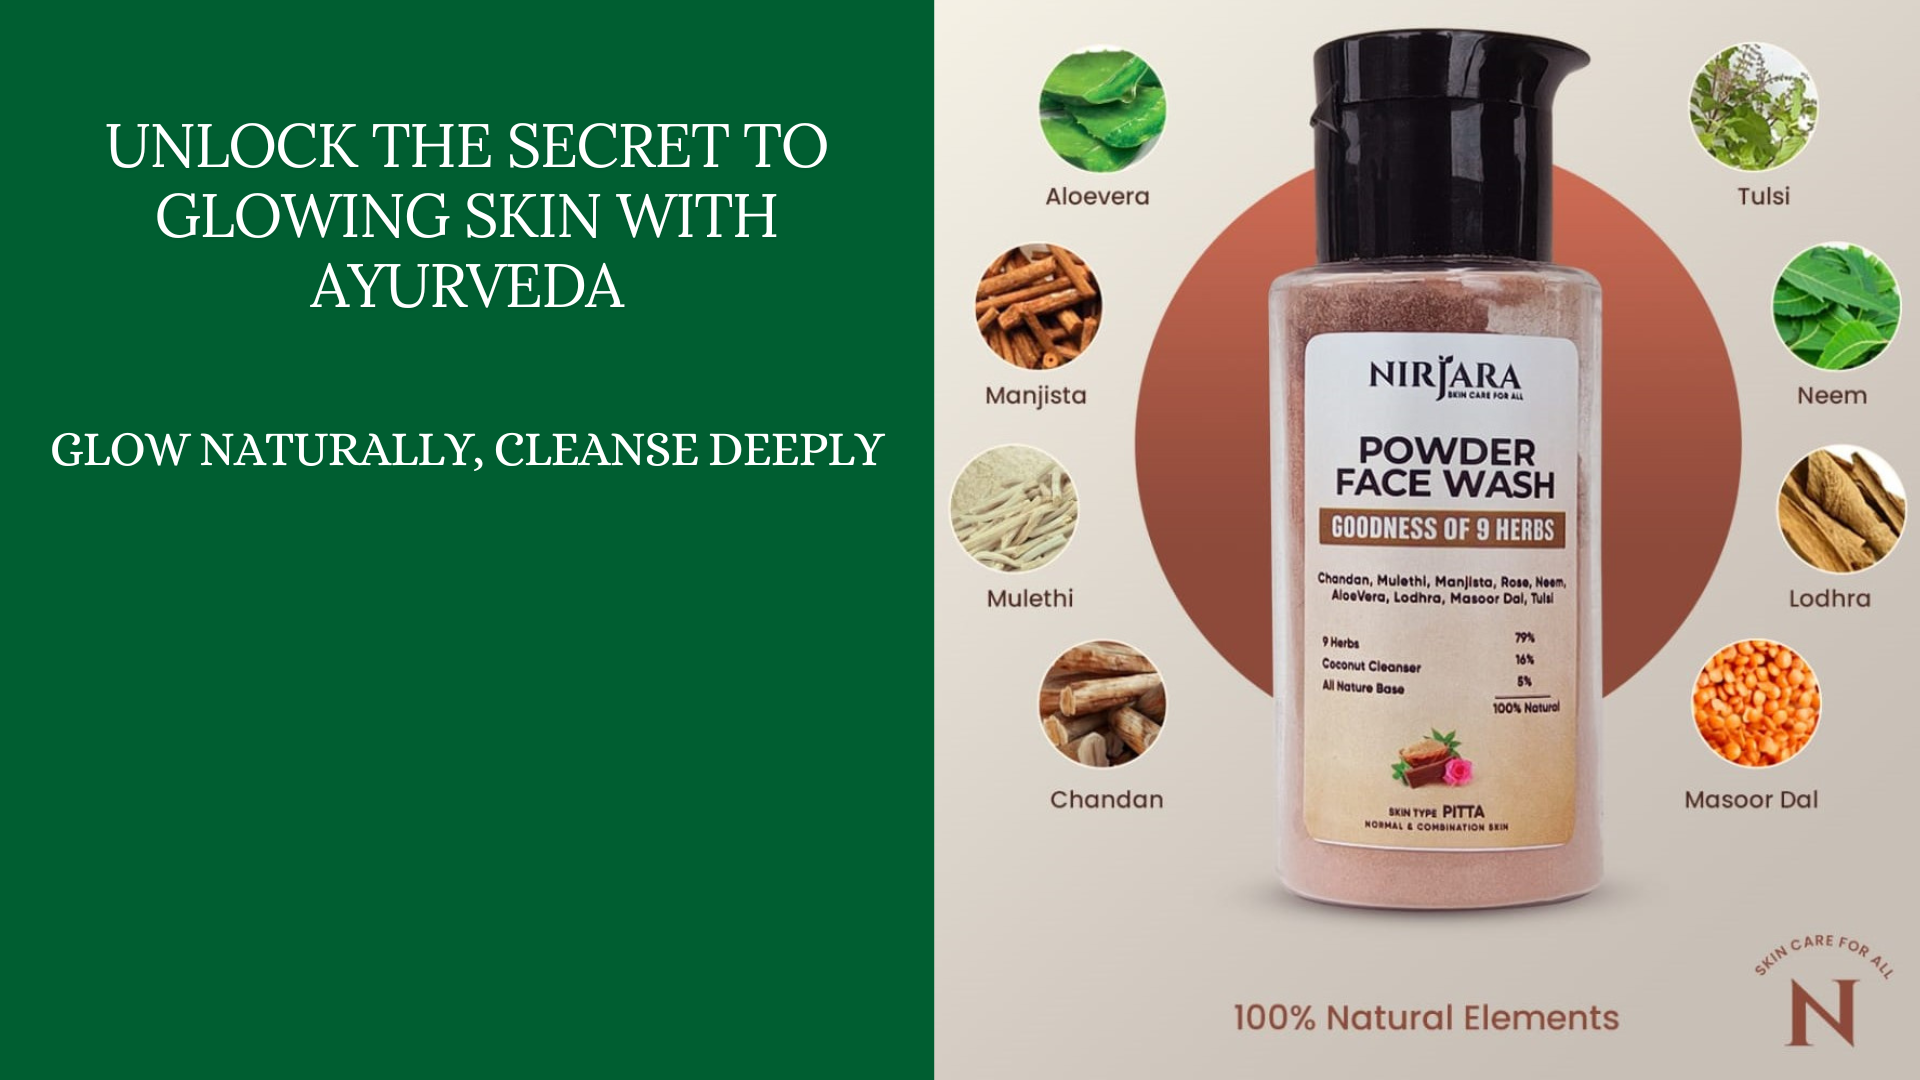 UNLOCK THE SECRET TO
GLOWING SKIN WITH
AYURVEDA
GLOW NATURALLY, CLEANSE DEEPLY
Aloevera
Manjista
Mulethi
Chandan
NIRJARA
SKIN CARE FOR ALL
POWDER
FACE WASH
GOODNESS OF 9 HERBS
Chandan, Mulethi, Manjista, Rose, Neem,
AloeVera, Lodhra, Masoor Dal, Tulsi
9 Herbs 79%
Coconut Cleanser 16%
All Nature Base 5%
100% Natural
SKIN TYPE PITTA
NORMAL & COMBINATION SKIN
Tulsi
Neem
Lodhra
Masoor Dal
100% Natural Elements
SKIN CARE FOR ALL
N